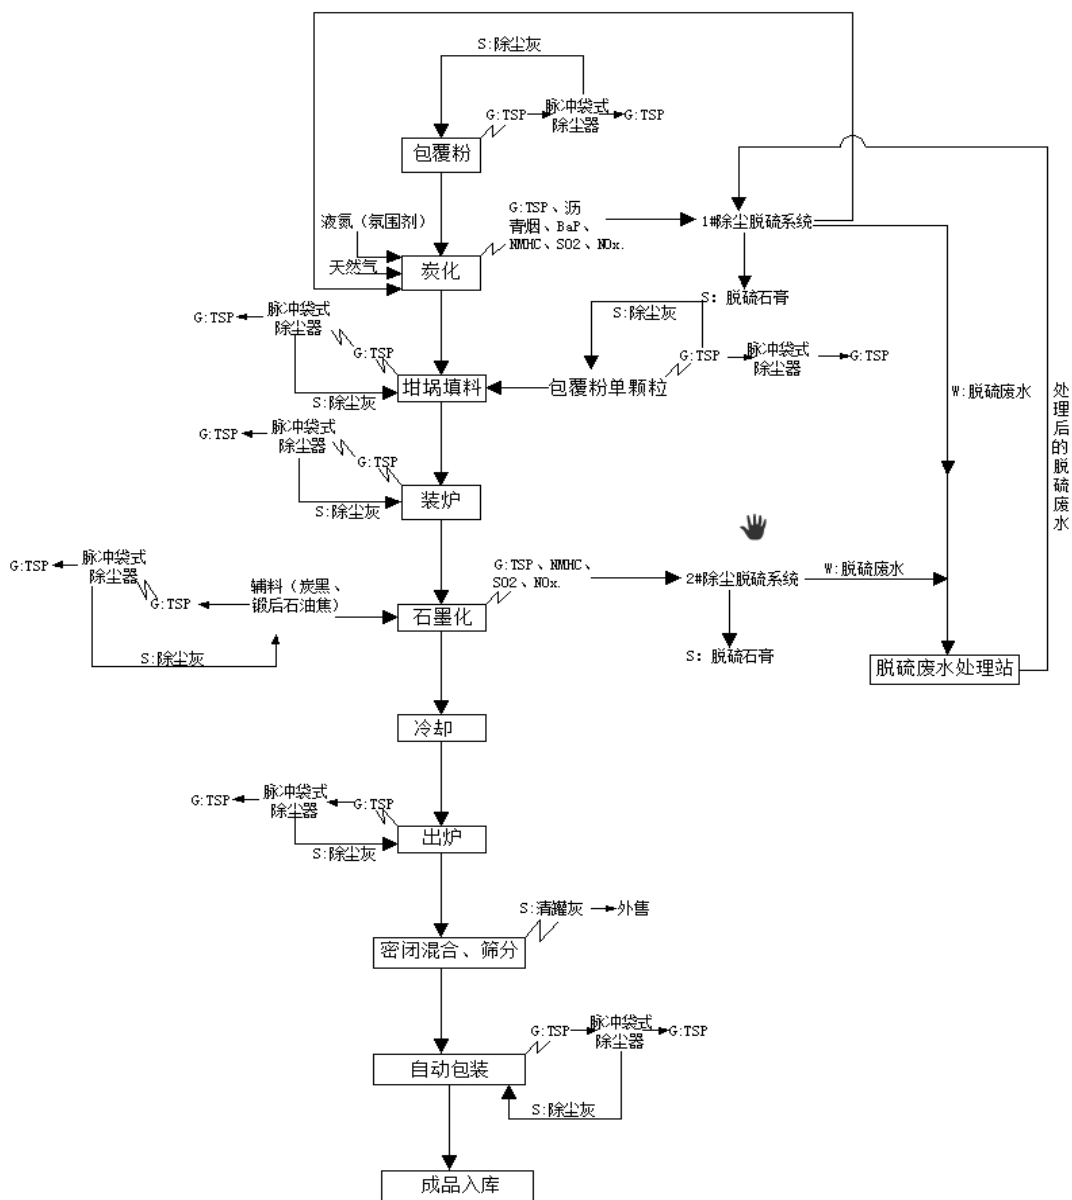 S:除尘灰
G:TSP
脉冲袋式
除尘器
G:TSP
包覆粉
G:TSP、沥
青烟、BaP、
NMHC、SO2、NOx.
1#除尘脱硫系统
液氮（氛围剂）
天然气
炭化
S：脱硫石膏
S:除尘灰
脉冲袋式
除尘器
G:TSP
G:TSP
G:TSP
脉冲袋式
除尘器
G:TSP
坩埚填料
包覆粉单颗粒
S:除尘灰
W:脱硫废水
处理后的脱硫废水
脉冲袋式
除尘器
G:TSP
G:TSP
装炉
S:除尘灰
G:TSP
脉冲袋式
除尘器
G:TSP
辅料（炭黑、
锻后石油焦）
G:TSP、NMHC、
SO2、NOx.
2#除尘脱硫系统
W:脱硫废水
石墨化
S:除尘灰
S：脱硫石膏
脱硫废水处理站
冷却
G:TSP
脉冲袋式
除尘器
G:TSP
出炉
S:除尘灰
S:清罐灰
外售
密闭混合、筛分
G:TSP
脉冲袋式
除尘器
G:TSP
自动包装
S:除尘灰
成品入库